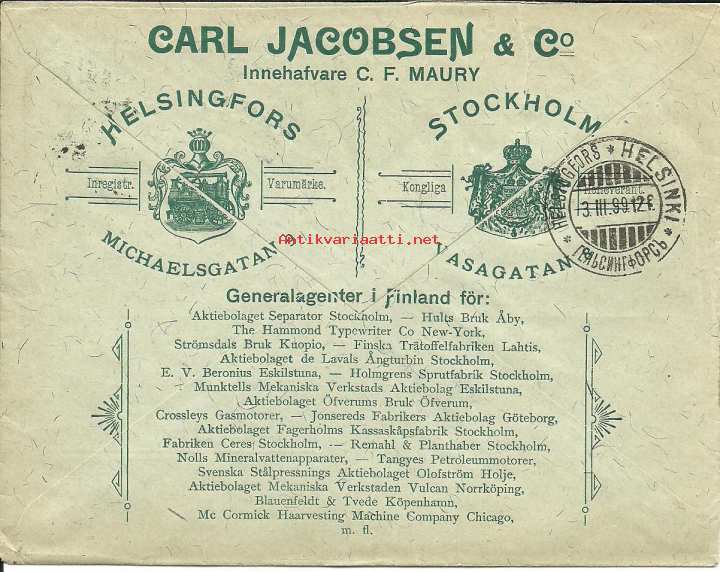 CARL JACOBSEN & Co
Innehafvare C. F. MAURY
HELSINGFORS
STOCKHOLM
Inregistr. Varumärke.
Kongliga
MICHAELSGATAN
VASAGATAN
HELSINGFORS * HELSINKI *
13.III.99.12
ГЕЛЬСИНГФОРСЪ
Antikvariaatti.net
Generalagenter i Finland för:
Aktiebolaget Separator Stockholm, — Hults Bruk Åby,
The Hammond Typewriter Co New-York,
Strömsdals Bruk Kuopio, — Finska Trätoffelfabriken Lahtis,
Aktiebolaget de Lavals Ångturbin Stockholm,
E. V. Beronius Eskilstuna, — Holmgrens Sprutfabrik Stockholm,
Munktells Mekaniska Verkstads Aktiebolag Eskilstuna,
Aktiebolaget Öfverums Bruk Öfverum,
Crossleys Gasmotorer, — Jonsereds Fabrikers Aktiebolag Göteborg,
Aktiebolaget Fagerholms Kassaskåpsfabrik Stockholm,
Fabriken Ceres Stockholm, — Remahl & Planthaber Stockholm,
Nolls Mineralvattenapparater, — Tangyes Petroleummotorer,
Svenska Stålpressnings Aktiebolaget Olofström Holje,
Aktiebolaget Mekaniska Verkstaden Vulcan Norrköping,
Blauenfeldt & Tvede Köpenhamn,
Mc Cormick Haarvesting Machine Company Chicago,
m. fl.